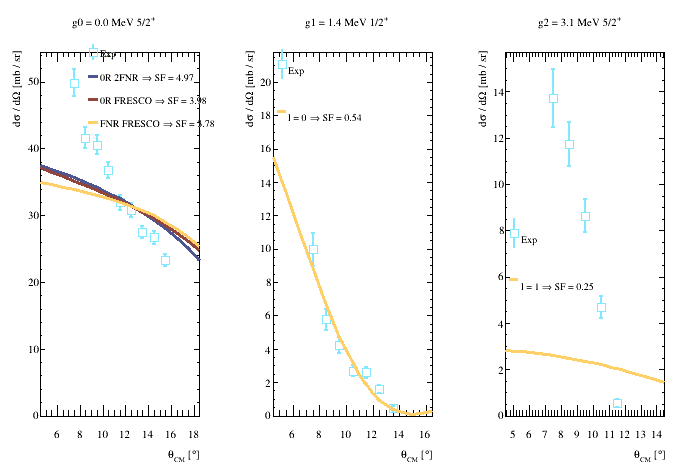 g0 = 0.0 MeV 5/2⁺
dσ / dΩ [mb / sr]
Exp
0R 2FNR ⇒ SF = 4.97
0R FRESCO ⇒ SF = 3.98
FNR FRESCO ⇒ SF = 3.78
50
40
30
20
10
0
6 8 10 12 14 16 18
θCM [°]
g1 = 1.4 MeV 1/2⁺
dσ / dΩ [mb / sr]
Exp
l = 0 ⇒ SF = 0.54
20
18
16
14
12
10
8
6
4
2
0
6 8 10 12 14 16
θCM [°]
g2 = 3.1 MeV 5/2⁺
dσ / dΩ [mb / sr]
Exp
l = 1 ⇒ SF = 0.25
14
12
10
8
6
4
2
0
5 6 7 8 9 10 11 12 13 14
θCM [°]